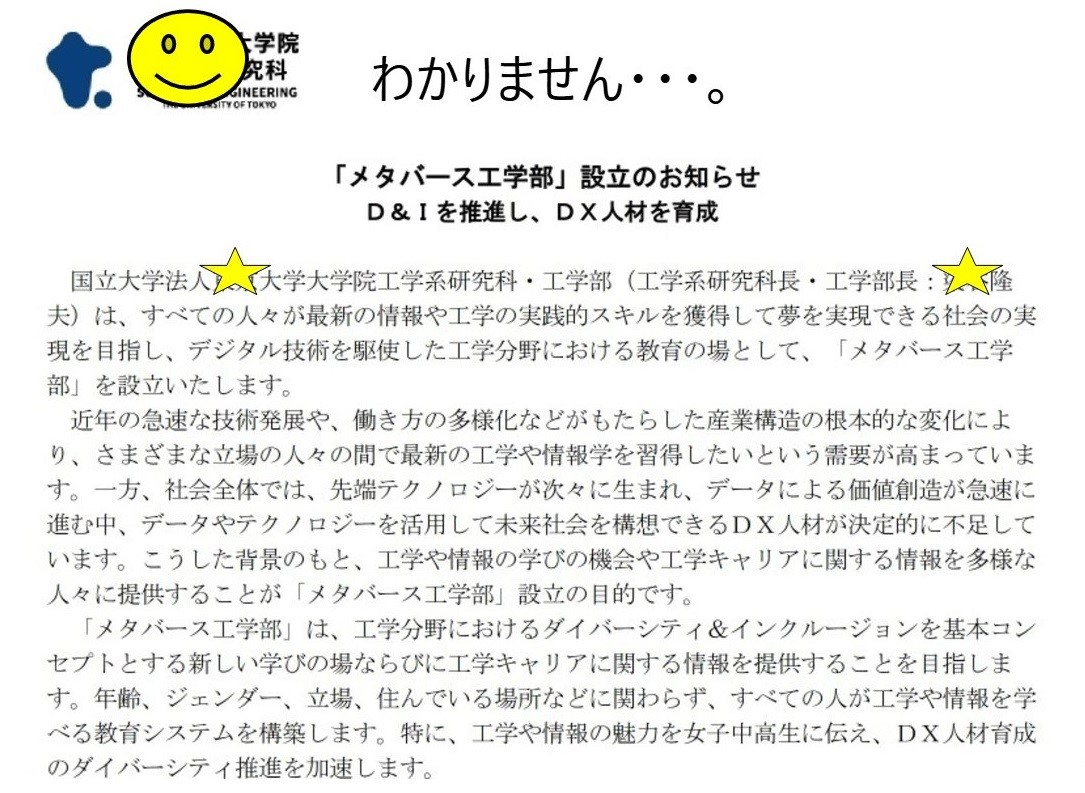 大学院
究科
THE UNIVERSITY OF TOKYO
わかりません・・・。
「メタバース工学部」設立のお知らせ
Ｄ＆Ｉを推進し、ＤＸ人材を育成
国立大学法人大学大学院工学系研究科・工学部（工学系研究科長・工学部長：隆
夫）は、すべての人々が最新の情報や工学の実践的スキルを獲得して夢を実現できる社会の実
現を目指し、デジタル技術を駆使した工学分野における教育の場として、「メタバース工学
部」を設立いたします。
近年の急速な技術発展や、働き方の多様化などがもたらした産業構造の根本的な変化によ
り、さまざまな立場の人々の間で最新の工学や情報学を習得したいという需要が高まっていま
す。一方、社会全体では、先端テクノロジーが次々に生まれ、データによる価値創造が急速に
進む中、データやテクノロジーを活用して未来社会を構想できるＤＸ人材が決定的に不足して
います。こうした背景のもと、工学や情報の学びの機会や工学キャリアに関する情報を多様な
人々に提供することが「メタバース工学部」設立の目的です。
「メタバース工学部」は、工学分野におけるダイバーシティ&インクルージョンを基本コン
セプトとする新しい学びの場ならびに工学キャリアに関する情報を提供することを目指しま
す。年齢、ジェンダー、立場、住んでいる場所などに関わらず、すべての人が工学や情報を学
べる教育システムを構築します。特に、工学や情報の魅力を女子中高生に伝え、ＤＸ人材育成
のダイバーシティ推進を加速します。